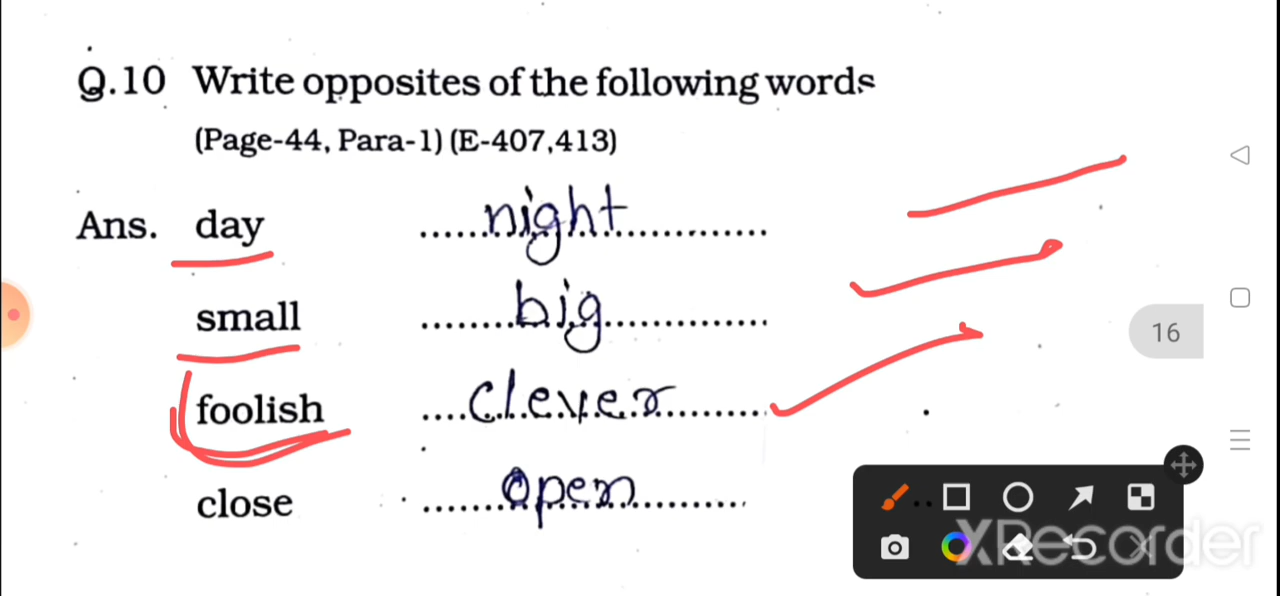 Q.10 Write opposites of the following words
(Page-44, Para-1) (E-407,413)
Ans. day ......night..............
small ........big..............
foolish ....clever..........
close .......open..........
16
XRecorder